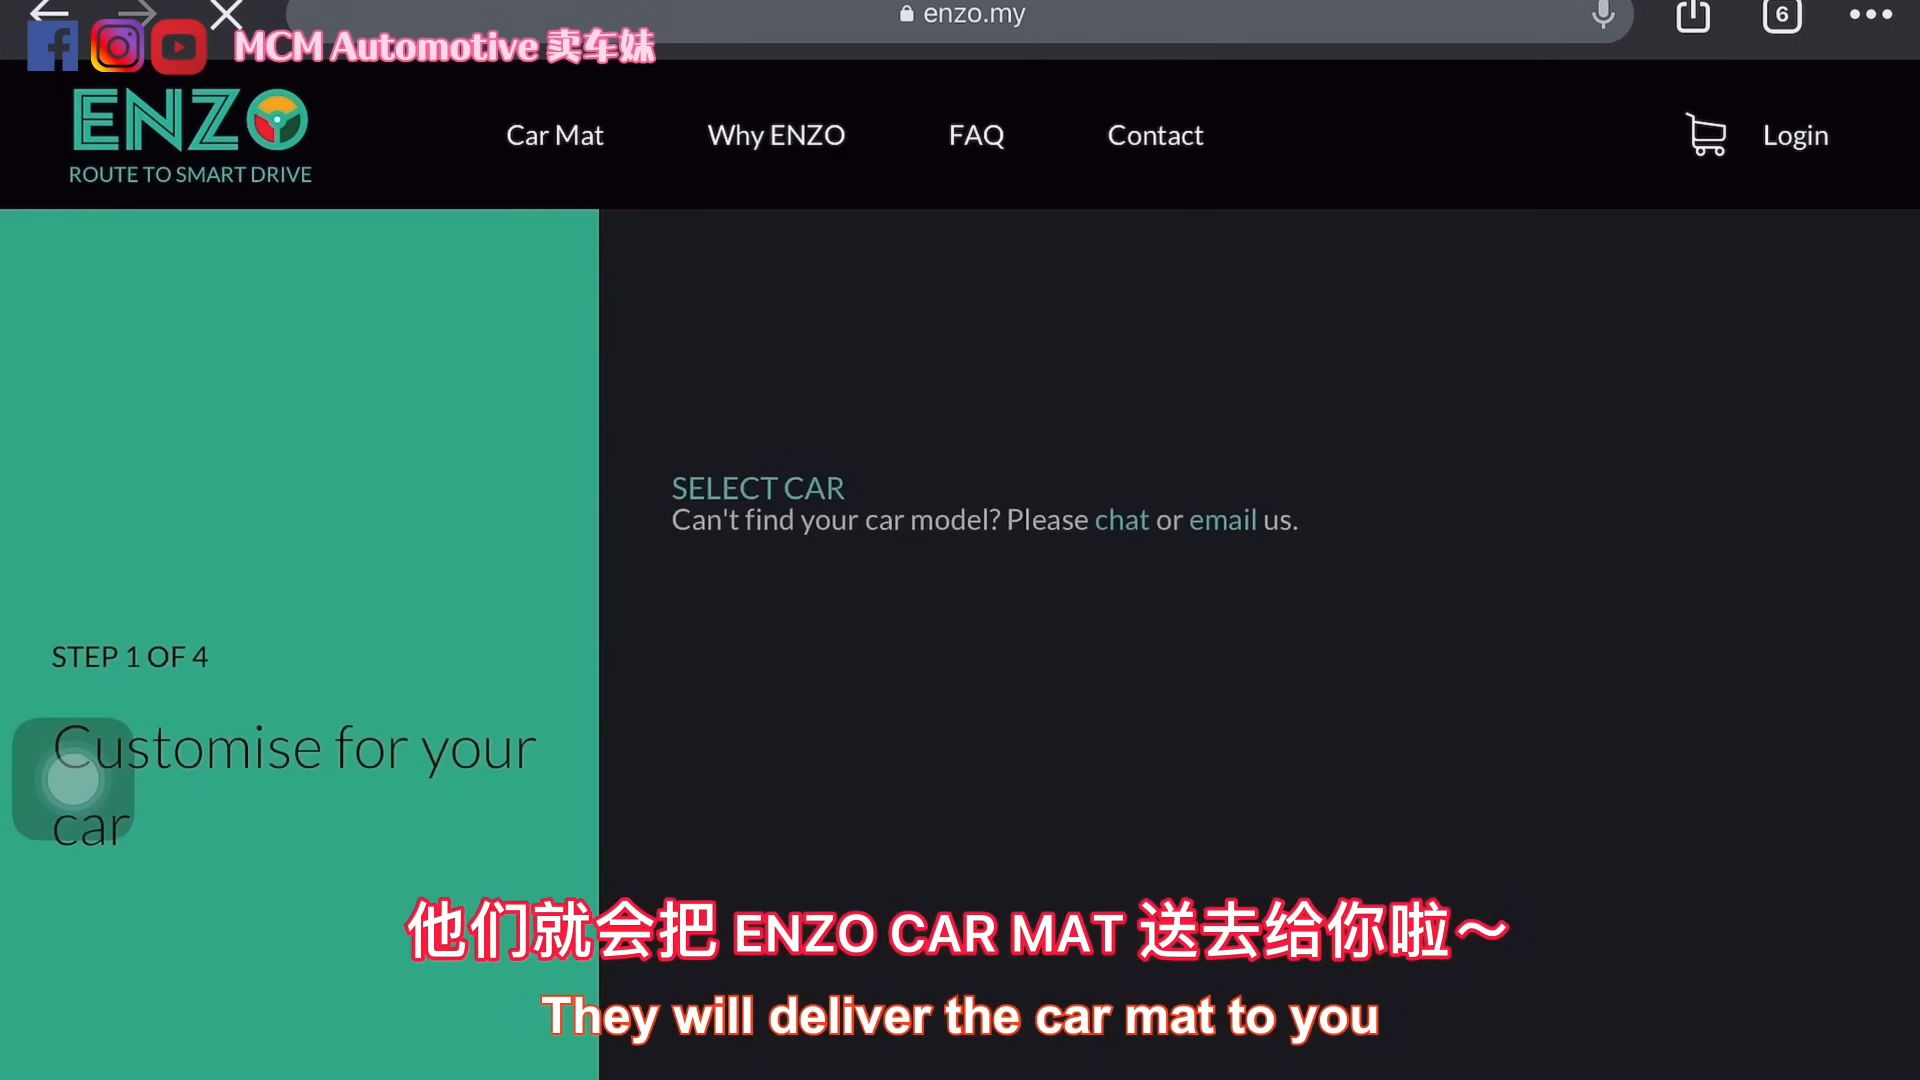 enzo.my
6
MCM Automotive 卖车妹
ENZO
ROUTE TO SMART DRIVE
Car Mat
Why ENZO
FAQ
Contact
Login
SELECT CAR
Can't find your car model? Please chat or email us.
STEP 1 OF 4
Customise for your
car
他们就会把 ENZO CAR MAT 送去给你啦～
They will deliver the car mat to you